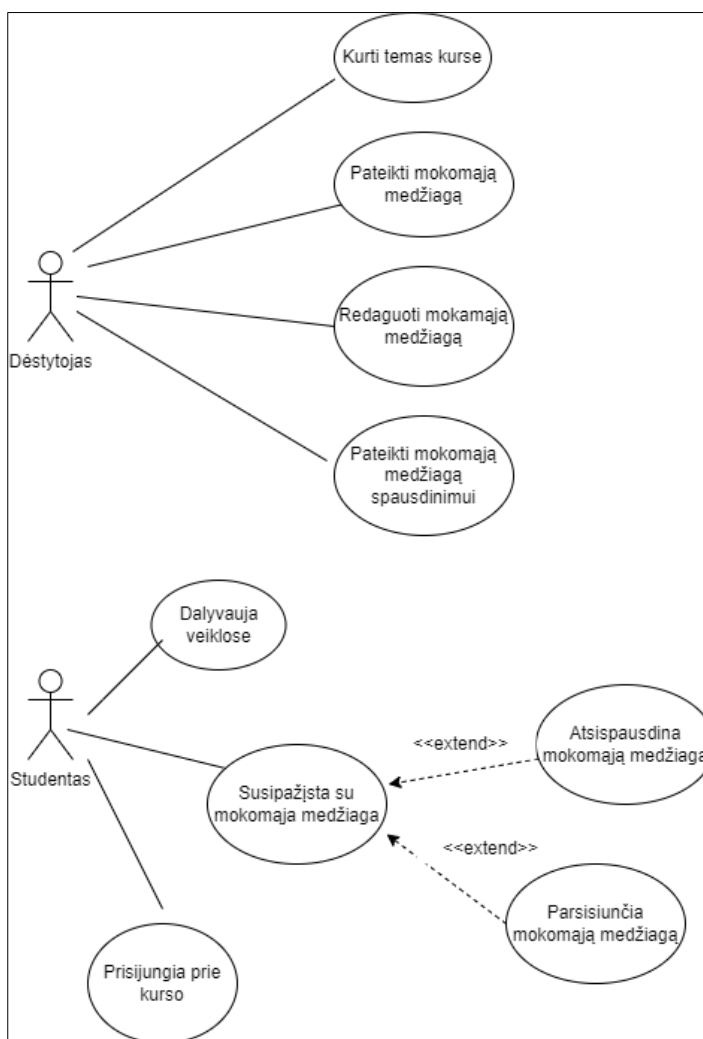 Kurti temas kurse
Pateikti mokomąją
medžiagą
Redaguoti mokamąją
medžiagą
Dėstytojas
Pateikti mokomąją
medžiagą
spausdinimui
Dalyvauja
veiklose
Studentas
Susipažįsta su
mokomąja medžiaga
<<extend>>
Atsispausdina
mokomąją medžiagą
<<extend>>
Parsisiunčia
mokomąją medžiagą
Prisijungia prie
kurso